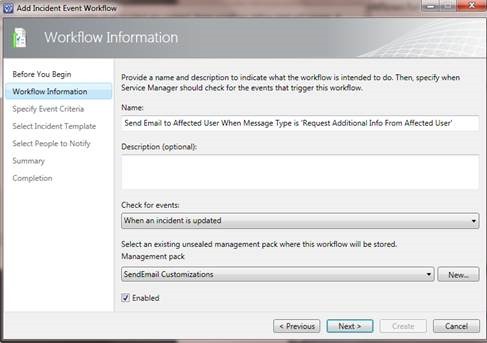 Add Incident Event Workflow
Workflow Information
Before You Begin
Workflow Information
Specify Event Criteria
Select Incident Template
Select People to Notify
Summary
Completion
Provide a name and description to indicate what the workflow is intended to do. Then, specify when
Service Manager should check for the events that trigger this workflow.
Name:
Send Email to Affected User When Message Type is 'Request Additional Info From Affected User'
Description (optional):
Check for events:
When an incident is updated
Select an existing unsealed management pack where this workflow will be stored.
Management pack
SendEmail Customizations
New...
Enabled
< Previous
Next >
Create
Cancel